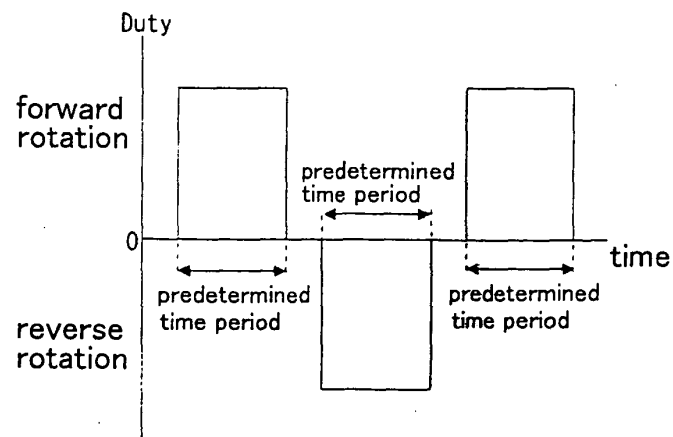 Duty
forward
rotation
predetermined
time period
0
time
predetermined
time period
predetermined
time period
reverse
rotation